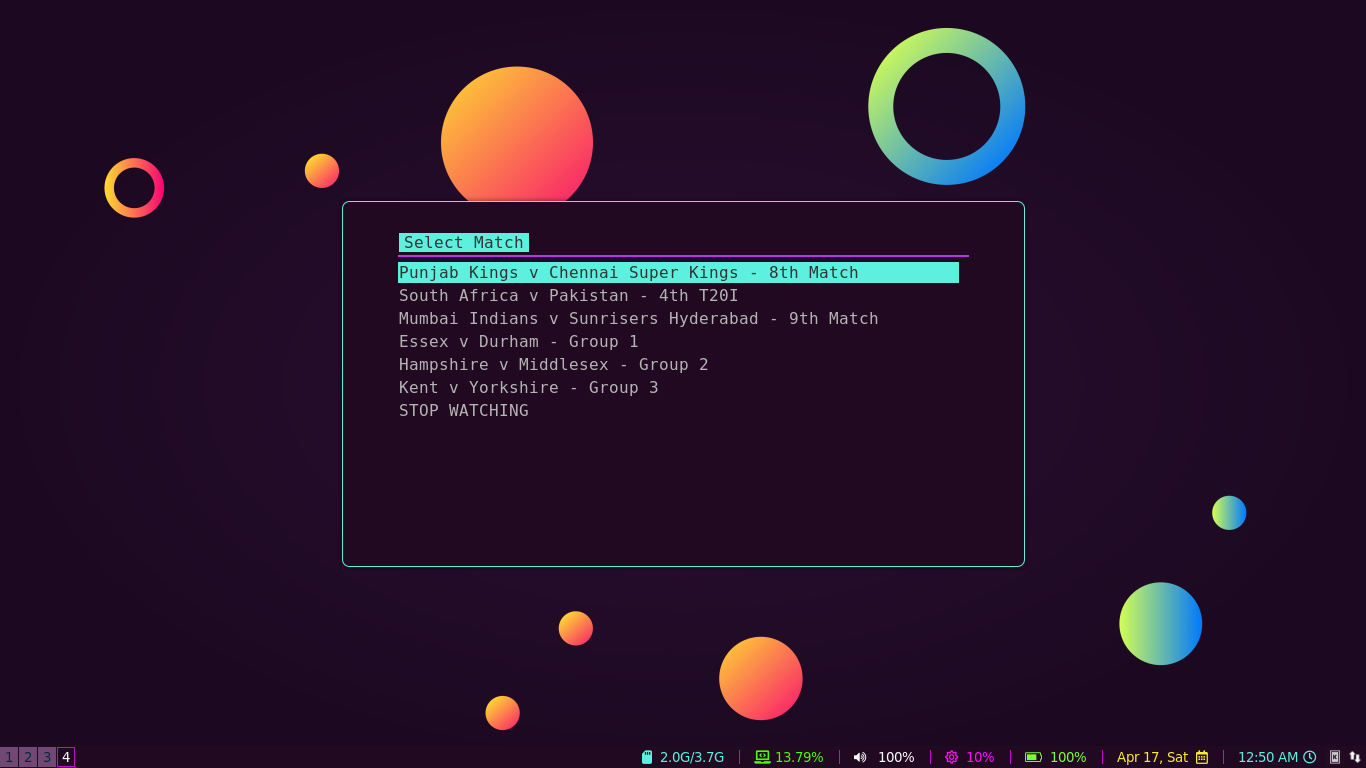 Select Match
Punjab Kings v Chennai Super Kings - 8th Match
South Africa v Pakistan - 4th T20I
Mumbai Indians v Sunrisers Hyderabad - 9th Match
Essex v Durham - Group 1
Hampshire v Middlesex - Group 2
Kent v Yorkshire - Group 3
STOP WATCHING
1 2 3 4 2.0G/3.7G 13.79% 100% 10% 100% Apr 17, Sat 12:50 AM